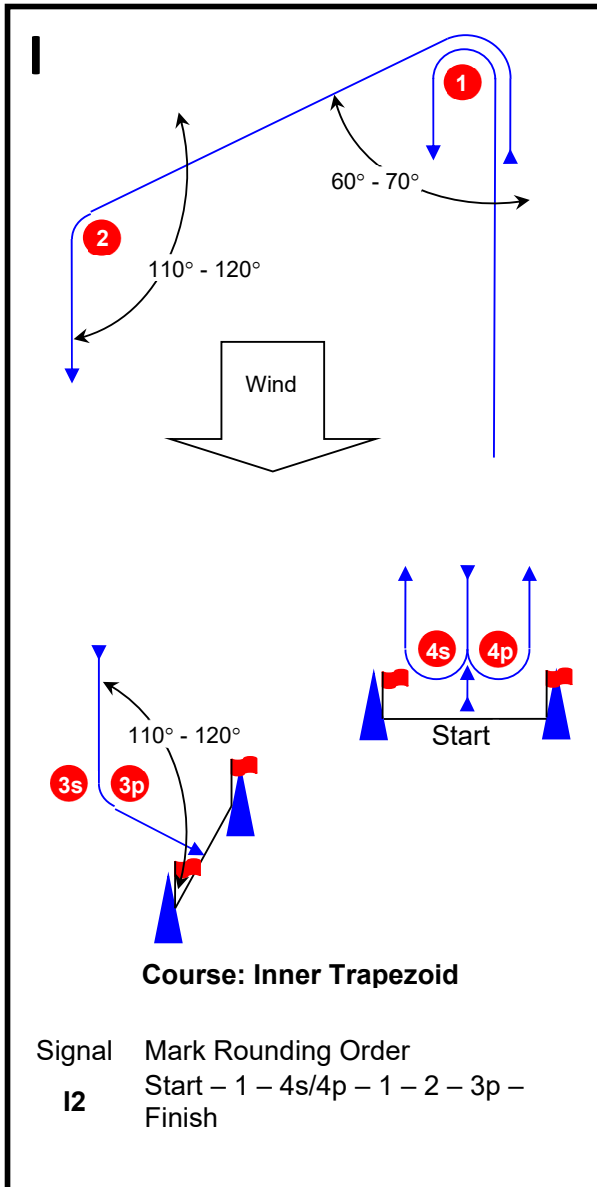 I
1
60° - 70°
2
110° - 120°
Wind
4s 4p
Start
110° - 120°
3s 3p
Course: Inner Trapezoid
Signal Mark Rounding Order
I2 Start – 1 – 4s/4p – 1 – 2 – 3p –
Finish